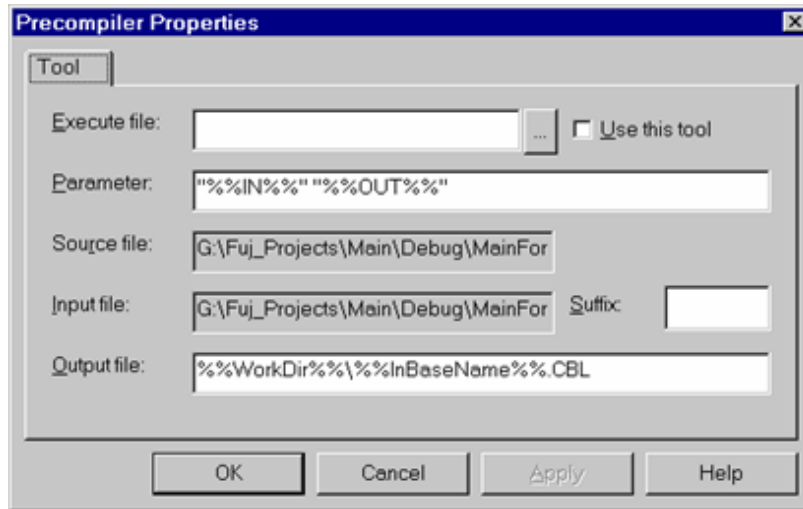 Precompiler Properties
Tool
Execute file: ... Use this tool
Parameter: "%%IN%%" "%%OUT%%"
Source file: G:\Fuj_Projects\Main\Debug\MainFor
Input file: G:\Fuj_Projects\Main\Debug\MainFor Suffix:
Output file: %%WorkDir%%\%%InBaseName%%.CBL
OK Cancel Apply Help